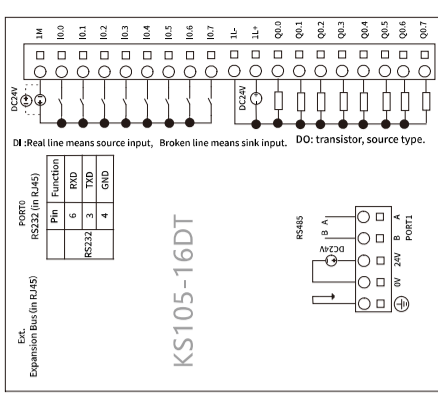 1M I0.0 I0.1 I0.2 I0.3 I0.4 I0.5 I0.6 I0.7 1L- 1L+ Q0.0 Q0.1 Q0.2 Q0.3 Q0.4 Q0.5 Q0.6 Q0.7
DC24V
DC24V
DI :Real line means source input, Broken line means sink input.
DO: transistor, source type.
PORT0
RS232 (in RJ45)
Pin Function
RS232
6 RXD
3 TXD
4 GND
Ext.
Expansion Bus (in RJ45)
KS105-16DT
RS485
A
B
DC24V
A
B
24V
0V
PORT1